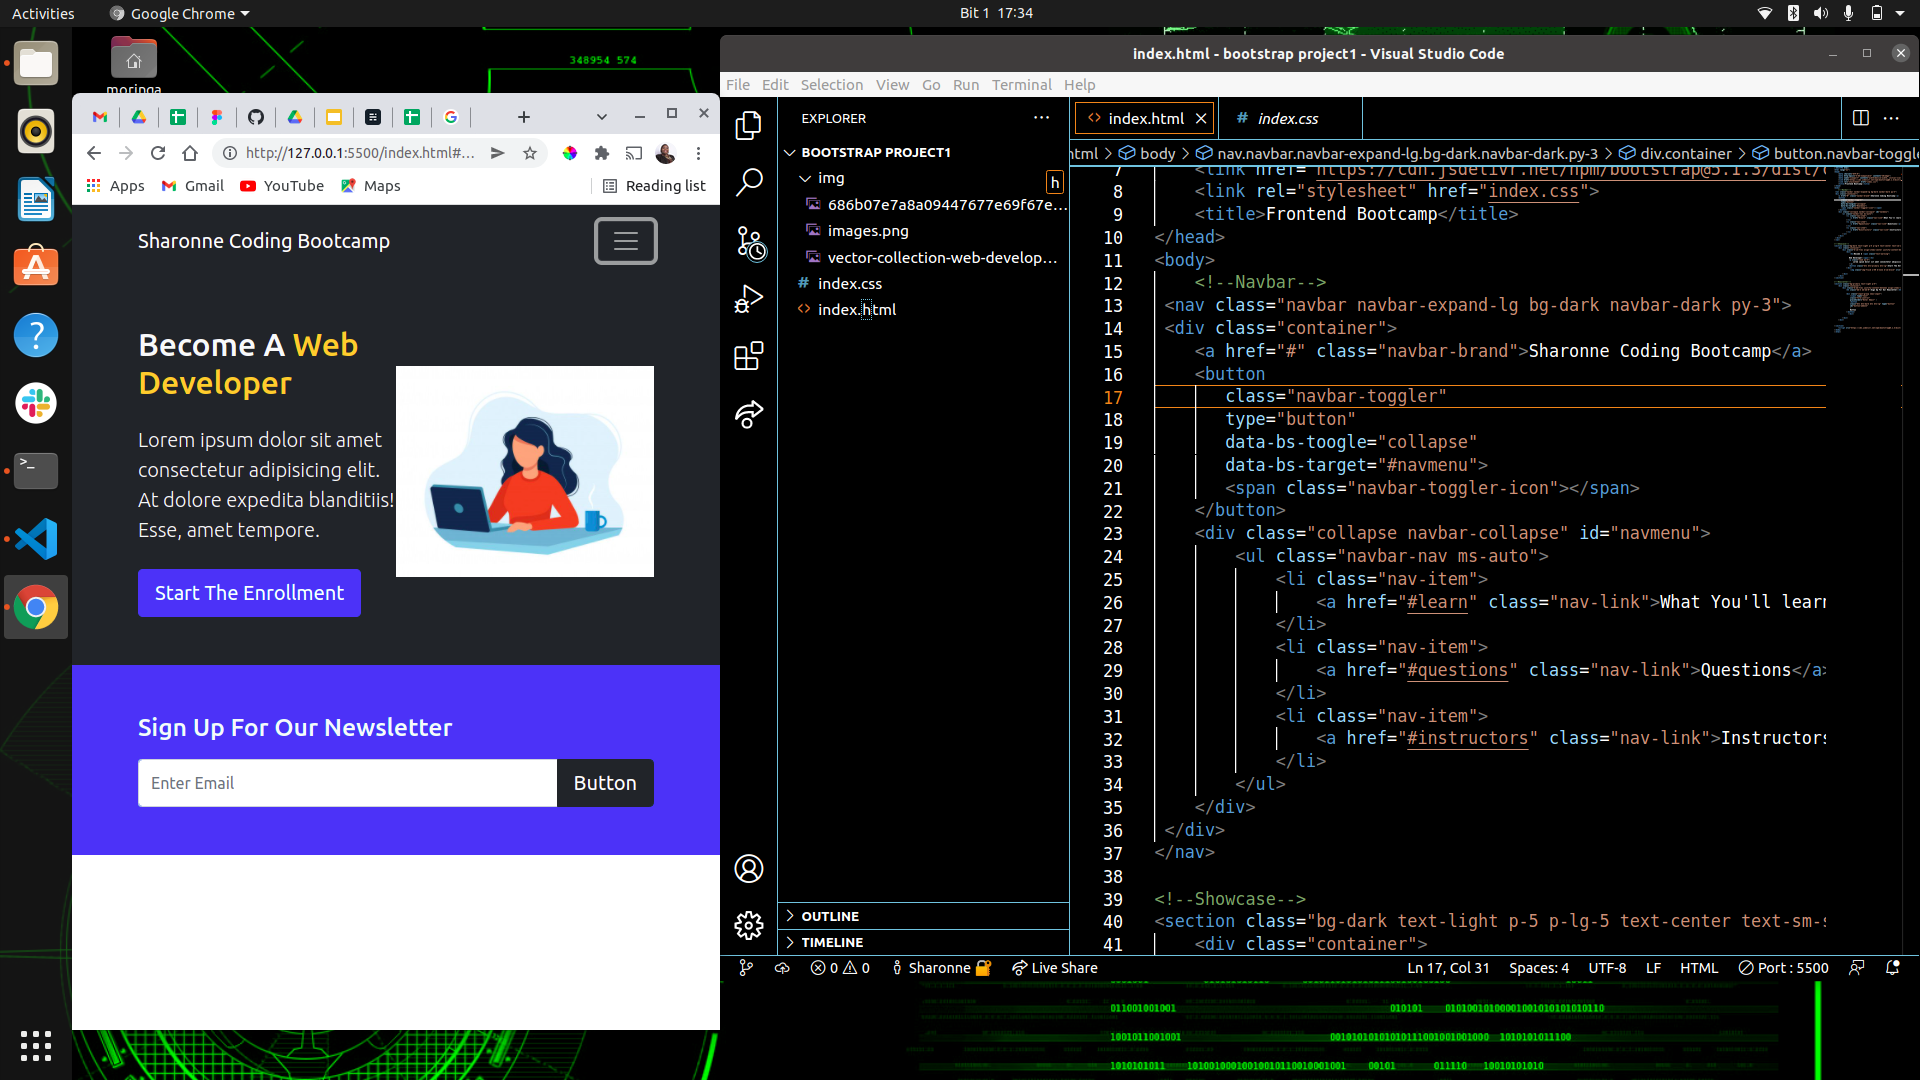 Activities
Google Chrome
Bit 1 17:34
348954 574
moringa
http://127.0.0.1:5500/index.html#...
Apps
Gmail
YouTube
Maps
Reading list
Sharonne Coding Bootcamp
Become A Web
Developer
Lorem ipsum dolor sit amet
consectetur adipisicing elit.
At dolore expedita blanditiis!
Esse, amet tempore.
Start The Enrollment
Sign Up For Our Newsletter
Enter Email
Button
index.html - bootstrap project1 - Visual Studio Code
File Edit Selection View Go Run Terminal Help
EXPLORER
BOOTSTRAP PROJECT1
img
h
686b07e7a8a09447677e69f67e...
images.png
vector-collection-web-develop...
index.css
index.html
OUTLINE
TIMELINE
<> index.html
# index.css
html > body > nav.navbar.navbar-expand-lg.bg-dark.navbar-dark.py-3 > div.container > button.navbar-toggle
7 <link href="https://cdn.jsdelivr.net/npm/bootstrap@5.1.3/dist/c
8 <link rel="stylesheet" href="index.css">
9 <title>Frontend Bootcamp</title>
10 </head>
11 <body>
12 <!--Navbar-->
13 <nav class="navbar navbar-expand-lg bg-dark navbar-dark py-3">
14 <div class="container">
15 <a href="#" class="navbar-brand">Sharonne Coding Bootcamp</a>
16 <button
17 class="navbar-toggler"
18 type="button"
19 data-bs-toogle="collapse"
20 data-bs-target="#navmenu">
21 <span class="navbar-toggler-icon"></span>
22 </button>
23 <div class="collapse navbar-collapse" id="navmenu">
24 <ul class="navbar-nav ms-auto">
25 <li class="nav-item">
26 <a href="#learn" class="nav-link">What You'll learn
27 </li>
28 <li class="nav-item">
29 <a href="#questions" class="nav-link">Questions</a>
30 </li>
31 <li class="nav-item">
32 <a href="#instructors" class="nav-link">Instructors
33 </li>
34 </ul>
35 </div>
36 </div>
37 </nav>
38
39 <!--Showcase-->
40 <section class="bg-dark text-light p-5 p-lg-5 text-center text-sm-s
41 <div class="container">
0 0 Sharonne Live Share
Ln 17, Col 31 Spaces: 4 UTF-8 LF HTML Port : 5500